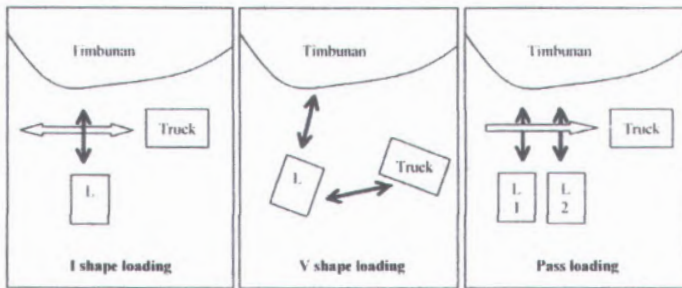 Timbunan
Truck
L
I shape loading
Timbunan
L
Truck
V shape loading
Timbunan
Truck
L
1
L
2
Pass loading